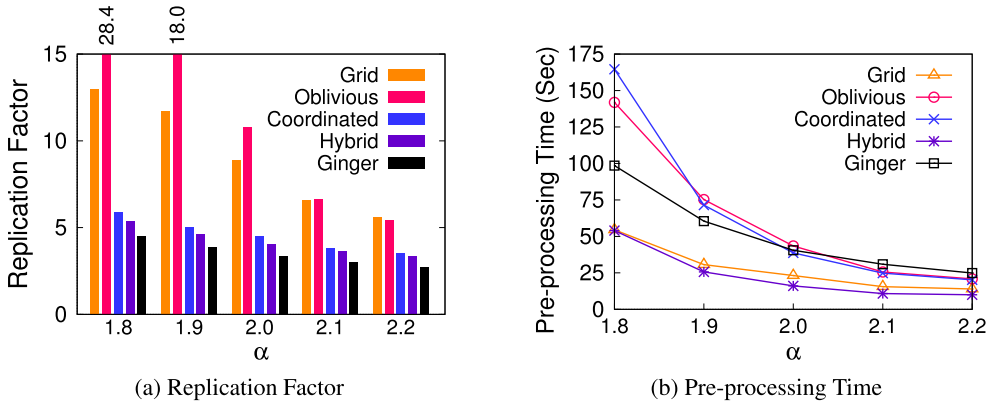 28.4
18.0
Replication Factor
15
10
5
0
Grid
Oblivious
Coordinated
Hybrid
Ginger
1.8 1.9 2.0 2.1 2.2
α
(a) Replication Factor
Pre-processing Time (Sec)
175
150
125
100
75
50
25
0
Grid
Oblivious
Coordinated
Hybrid
Ginger
1.8 1.9 2.0 2.1 2.2
α
(b) Pre-processing Time